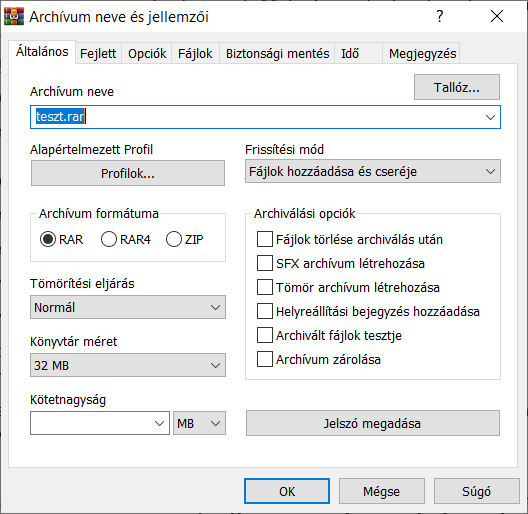 Archívum neve és jellemzői
Általános Fejlett Opciók Fájlok Biztonsági mentés Idő Megjegyzés
Archívum neve
Tallóz...
teszt.rar
Alapértelmezett Profil
Frissítési mód
Profilok...
Fájlok hozzáadása és cseréje
Archívum formátuma
RAR RAR4 ZIP
Archiválási opciók
Fájlok törlése archiválás után
SFX archívum létrehozása
Tömör archívum létrehozása
Helyreállítási bejegyzés hozzáadása
Archivált fájlok tesztje
Archívum zárolása
Tömörítési eljárás
Normál
Könyvtár méret
32 MB
Kötetnagyság
MB
Jelszó megadása
OK Mégse Súgó